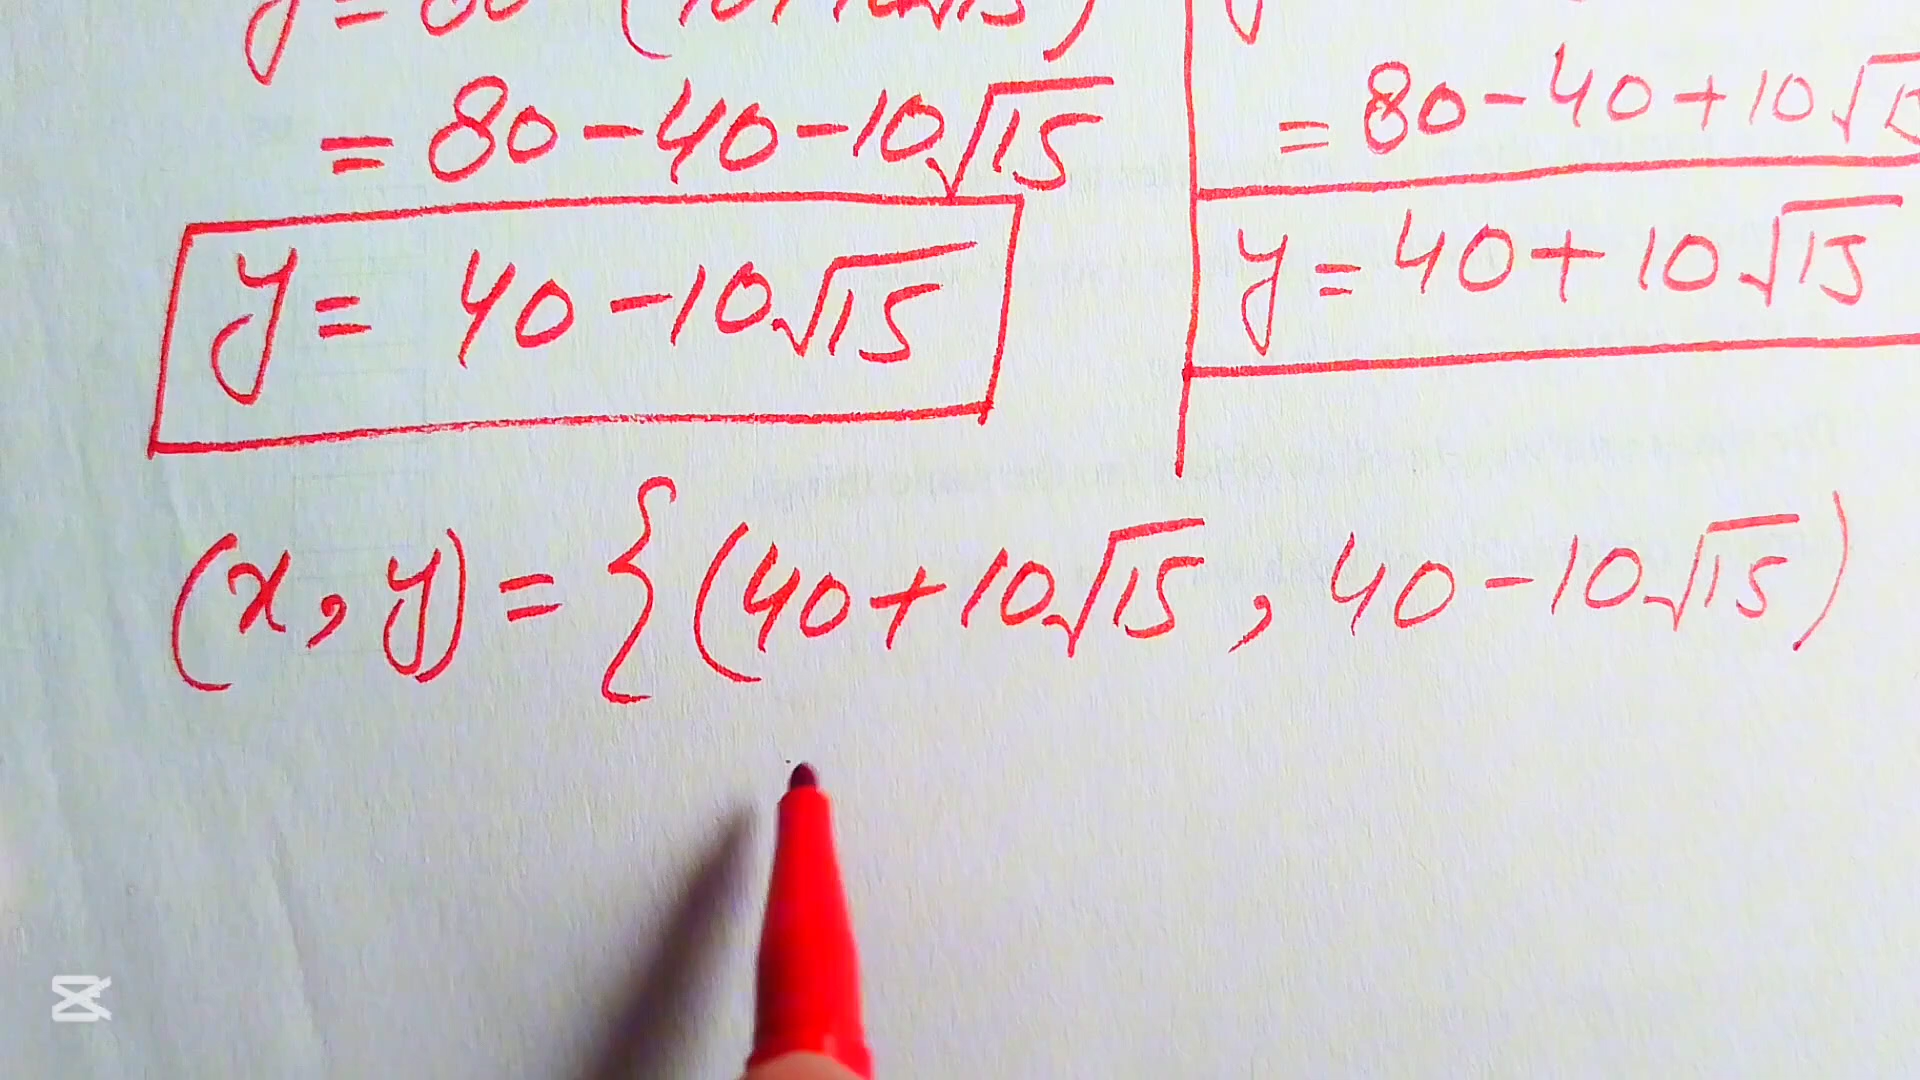 = 80 - 40 - 10√15
y = 40 - 10√15
= 80 - 40 + 10√15
y = 40 + 10√15
(x, y) = { (40 + 10√15 , 40 - 10√15)